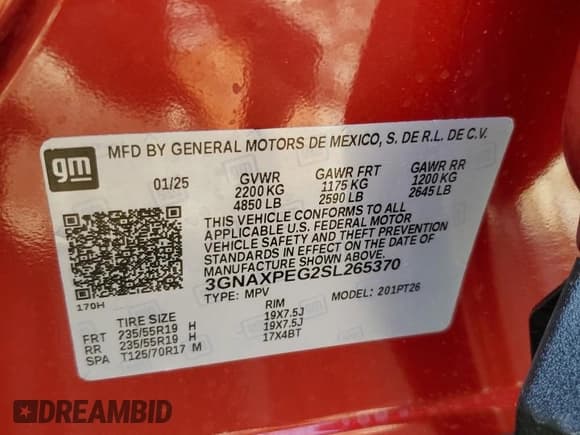 gm
MFD BY GENERAL MOTORS DE MEXICO, S. DE R.L. DE C.V.
01/25 GVWR GAWR FRT GAWR RR
2200 KG 1175 KG 1200 KG
4850 LB 2590 LB 2645 LB
THIS VEHICLE CONFORMS TO ALL
APPLICABLE U.S. FEDERAL MOTOR
VEHICLE SAFETY AND THEFT PREVENTION
STANDARDS IN EFFECT ON THE DATE OF
MANUFACTURE SHOWN ABOVE.
3GNAXPEG2SL265370
TYPE: MPV MODEL: 201PT26
179H
TIRE SIZE RIM
FRT 235/55R19 H 19X7.5J
RR 235/55R19 H 19X7.5J
SPA T125/70R17 M 17X4BT
DREAMBID